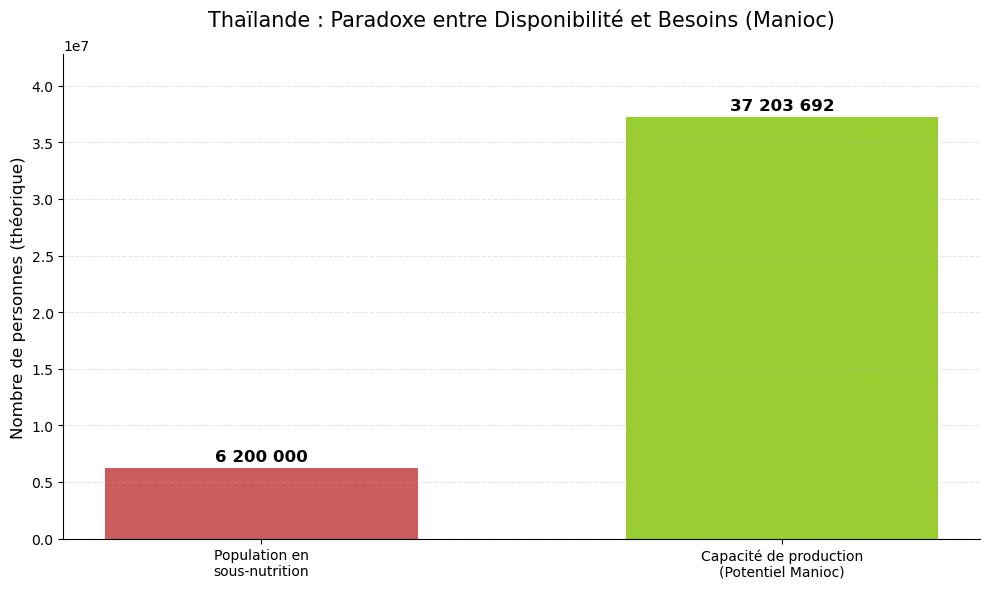 Thaïlande : Paradoxe entre Disponibilité et Besoins (Manioc)
1e7
4.0
3.5
3.0
2.5
2.0
1.5
1.0
0.5
0.0
Nombre de personnes (théorique)
37 203 692
6 200 000
Population en
sous-nutrition
Capacité de production
(Potentiel Manioc)